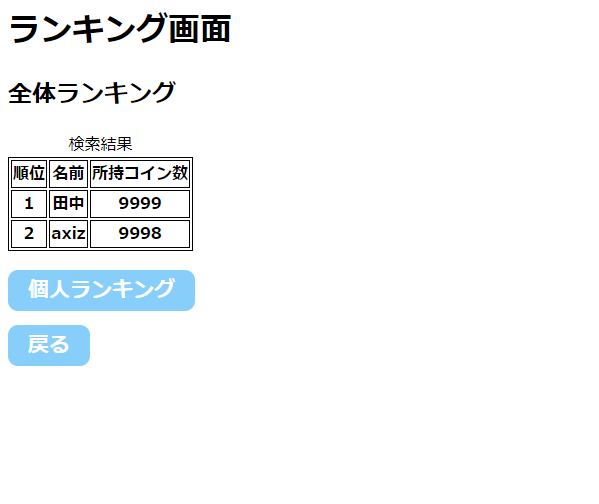 ランキング画面
全体ランキング
検索結果
順位 名前 所持コイン数
1 田中 9999
2 axiz 9998
個人ランキング
戻る